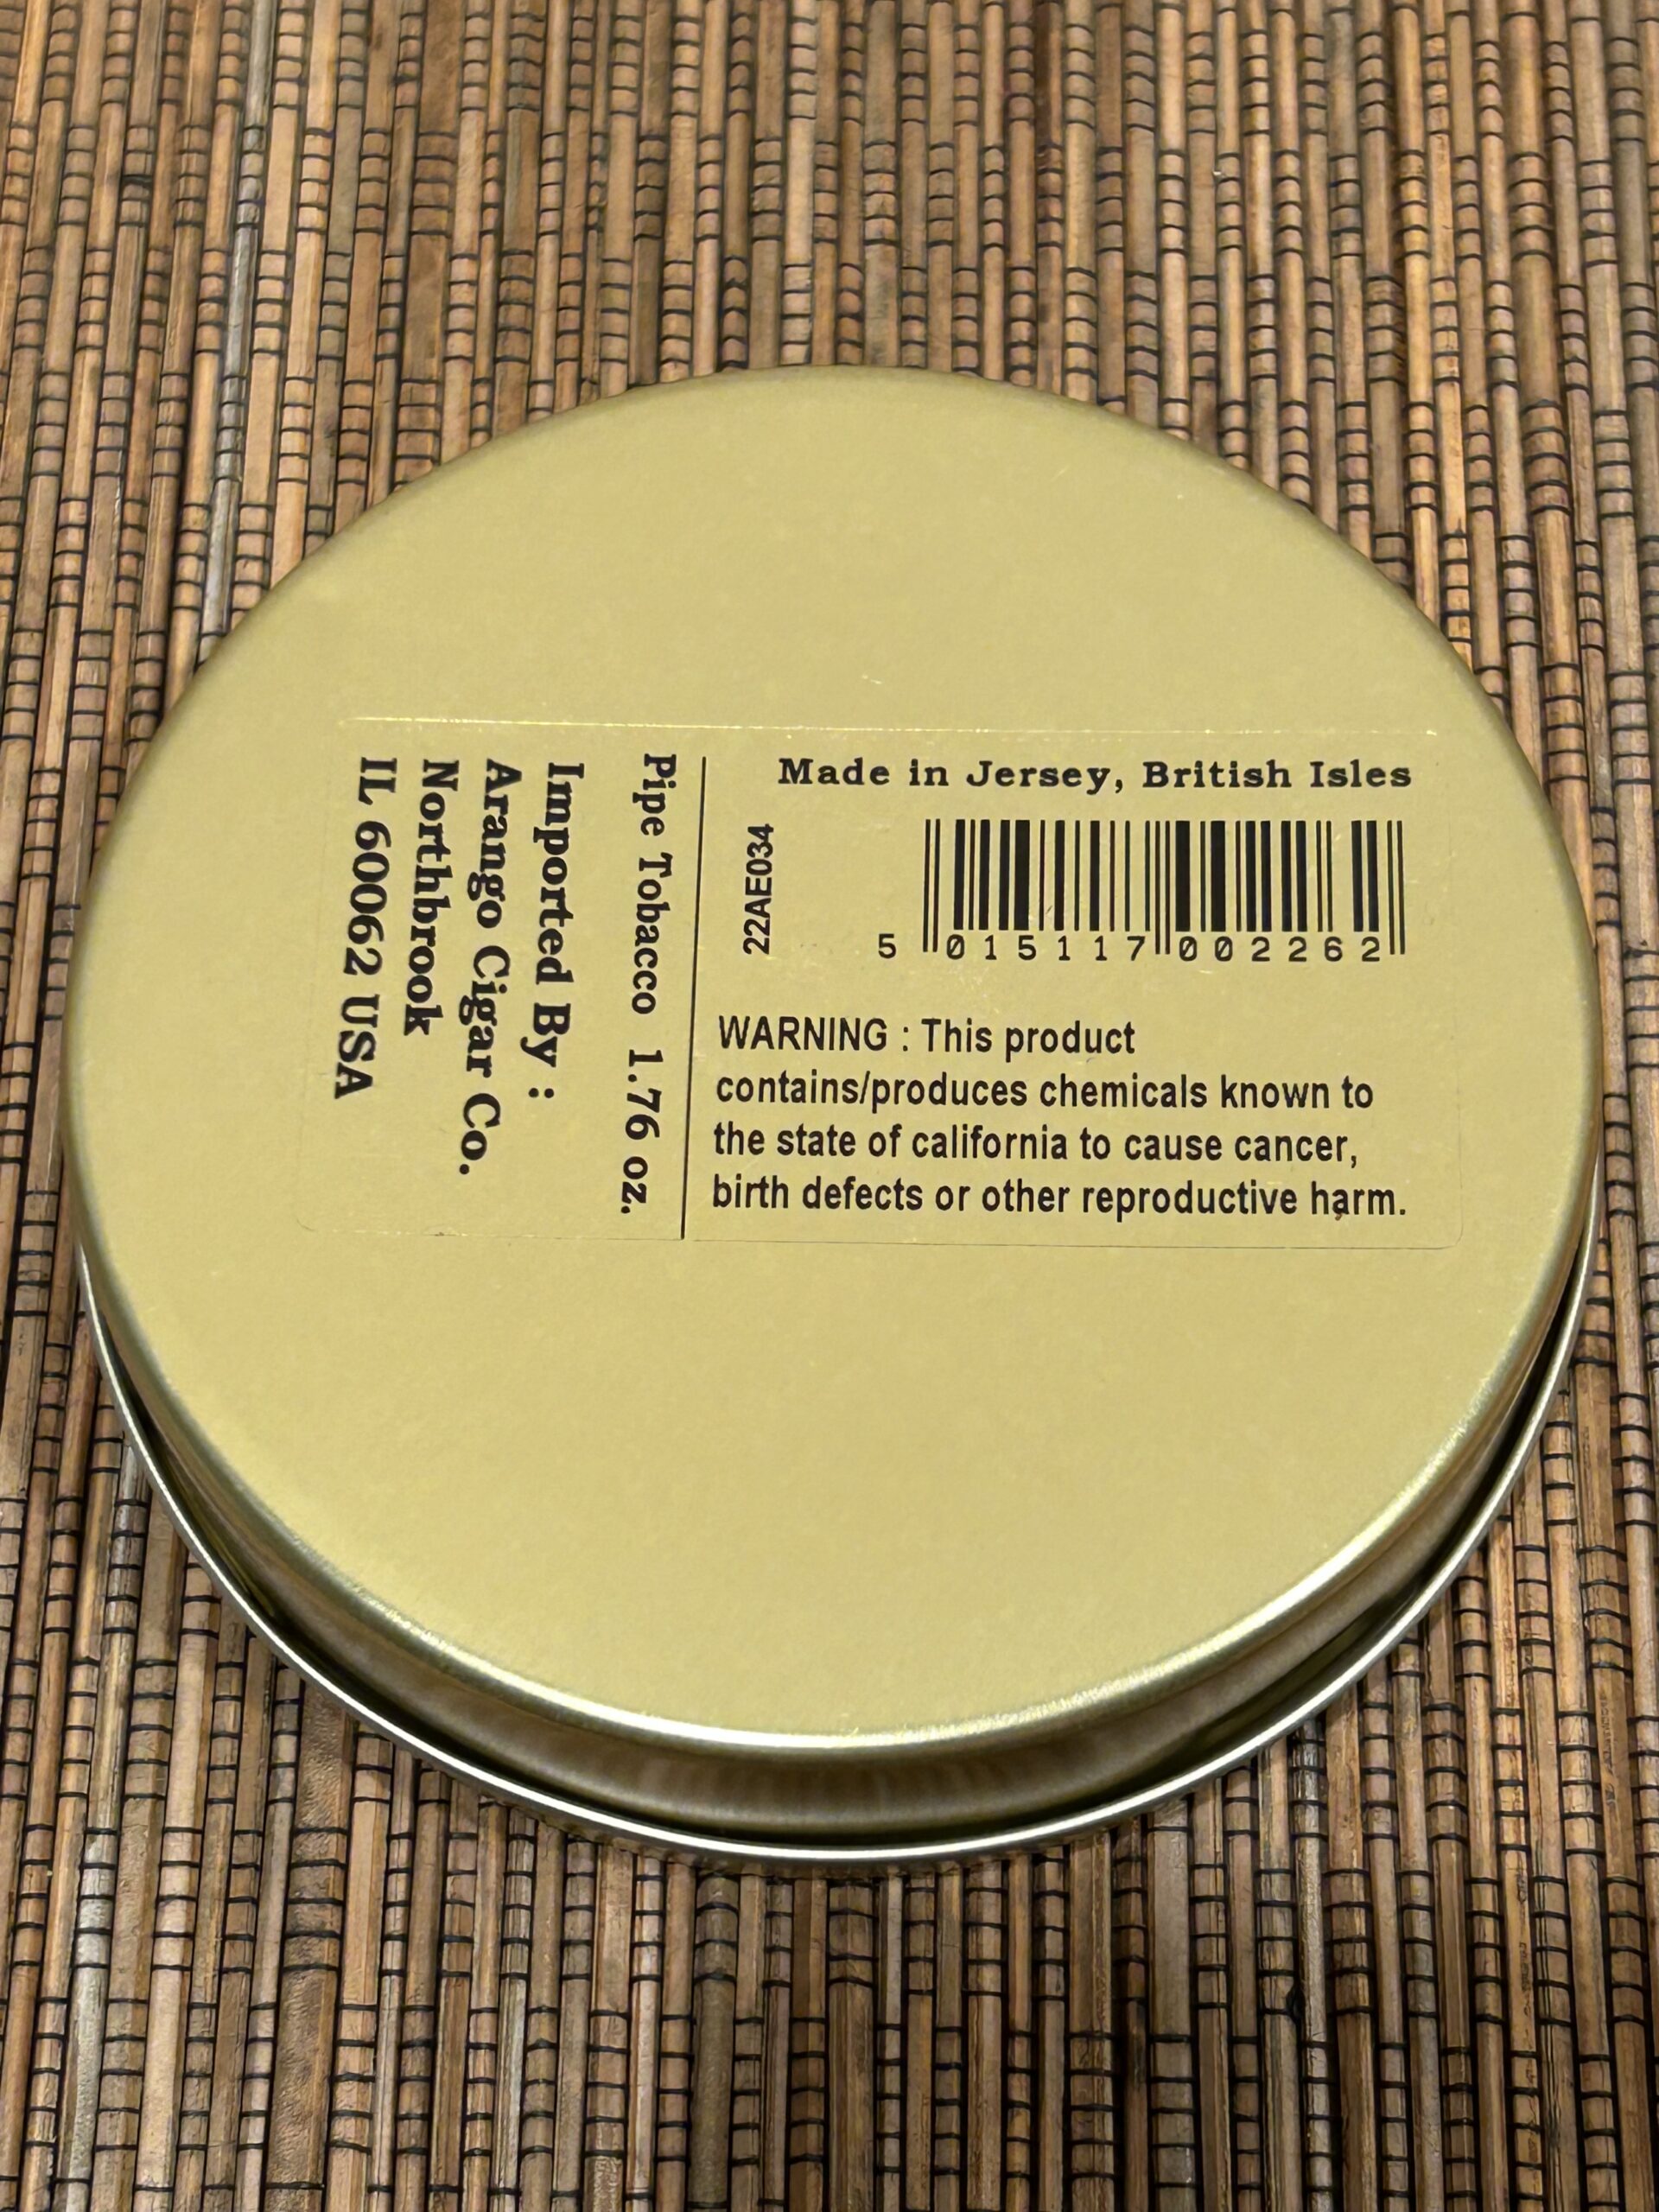 Made in Jersey, British Isles
22AE034
5 015117 002262
WARNING : This product
contains/produces chemicals known to
the state of california to cause cancer,
birth defects or other reproductive harm.
Pipe Tobacco 1.76 oz.
Imported By :
Arango Cigar Co.
Northbrook
IL 60062 USA